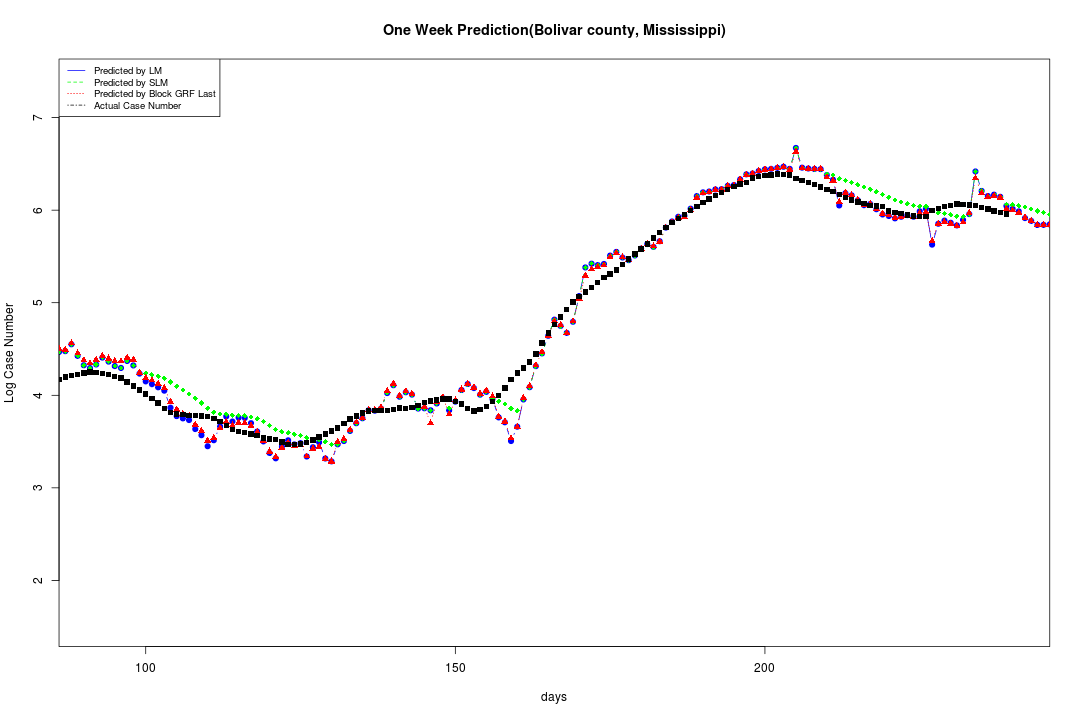 One Week Prediction(Bolivar county, Mississippi)
Predicted by LM
Predicted by SLM
Predicted by Block GRF Last
Actual Case Number
7
6
5
4
3
2
Log Case Number
100 150 200
days